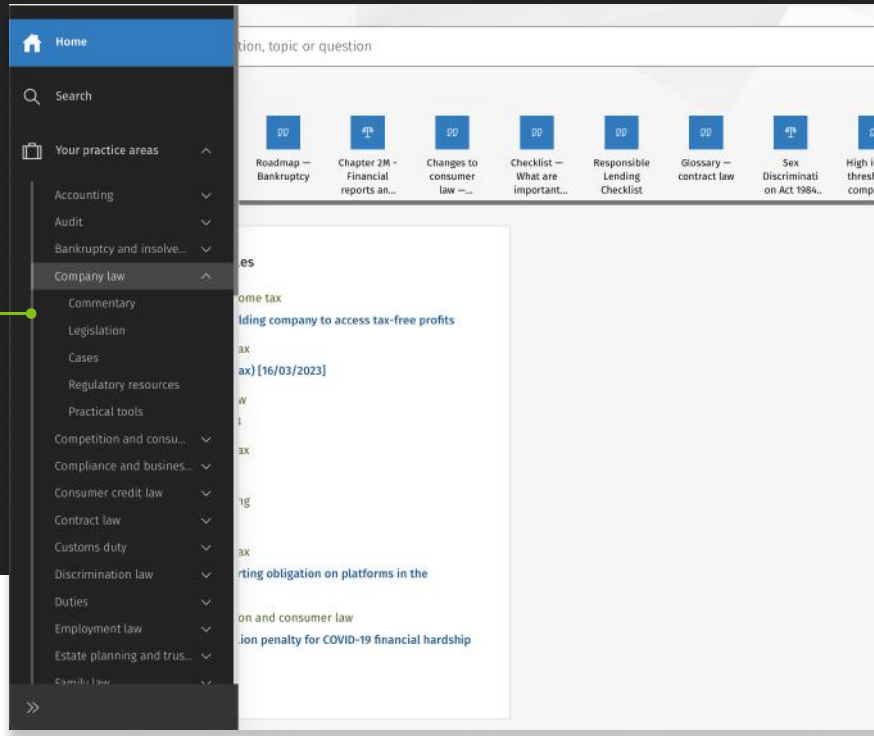 Home
tion, topic or question
Search
Your practice areas
Roadmap —
Bankruptcy
Chapter 2M -
Financial
reports an...
Changes to
consumer
law —...
Checklist —
What are
important...
Responsible
Lending
Checklist
Glossary —
contract law
Sex
Discriminati
on Act 1984..
High i
thresh
compa
Accounting
Audit
Bankruptcy and insolve...
Company law
Commentary
Legislation
Cases
Regulatory resources
Practical tools
Competition and consu...
Compliance and busines...
Consumer credit law
Contract law
Customs duty
Discrimination law
Duties
Employment law
Estate planning and trus...
Family law
es
ome tax
lding company to access tax-free profits
ax
ax) [16/03/2023]
w
ax
ng
ax
rting obligation on platforms in the
on and consumer law
ion penalty for COVID-19 financial hardship